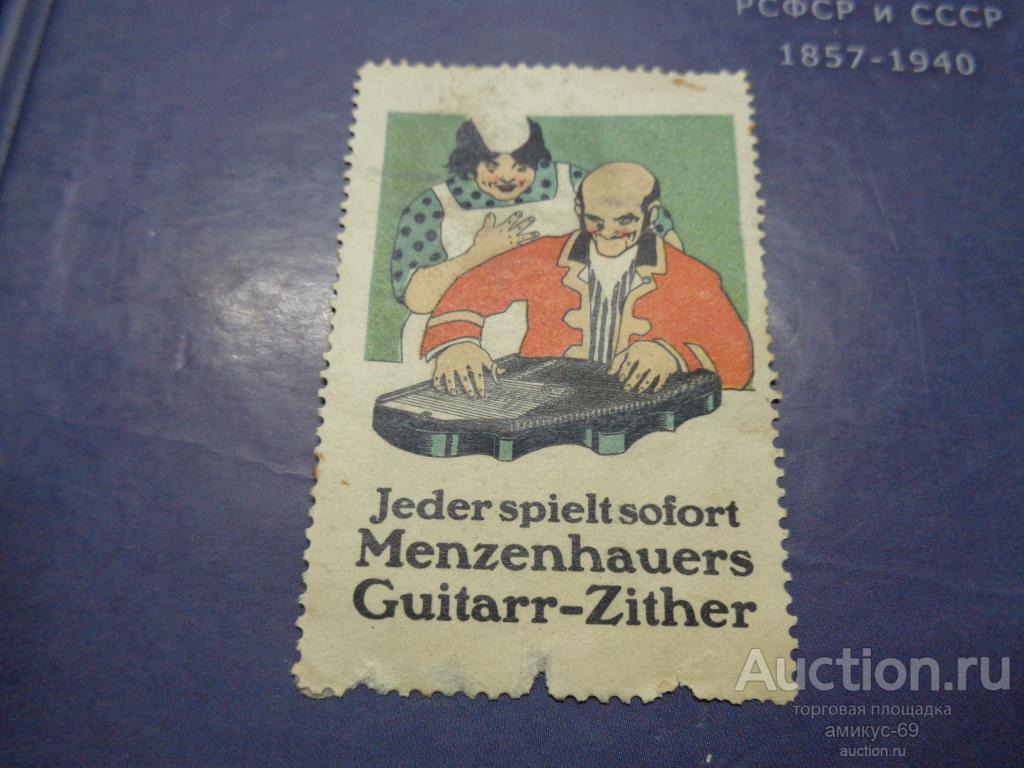 РСФСР и СССР
1857-1940
Jeder spielt sofort
Menzenhauers
Guitarr-Zither
Auction.ru
торговая площадка
амикус-69
auction.ru